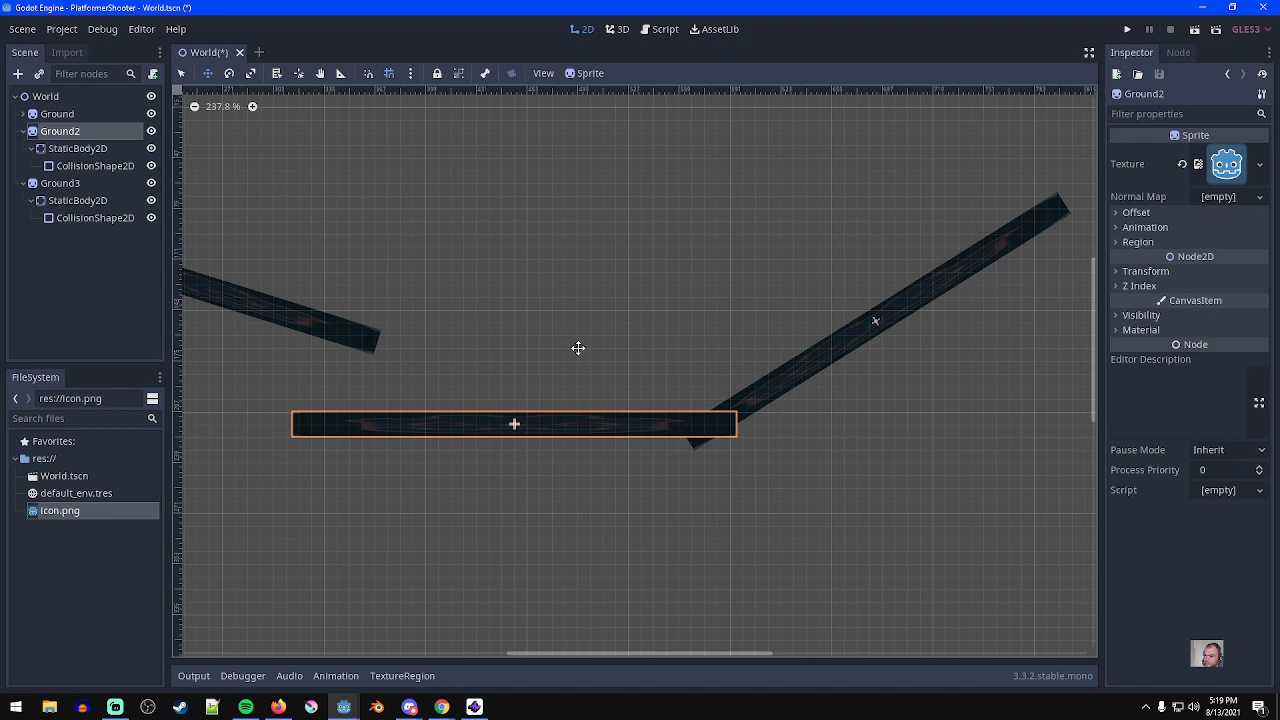 Godot Engine - PlatformerShooter - World.tscn (*)
Scene Project Debug Editor Help
2D 3D Script AssetLib
GLES3
Scene Import
World(*)
Inspector Node
Filter nodes
View Sprite
World
Ground
Ground2
StaticBody2D
CollisionShape2D
Ground3
StaticBody2D
CollisionShape2D
237.8 %
Ground2
Filter properties
Sprite
Texture
Normal Map [empty]
Offset
Animation
Region
Node2D
Transform
Z Index
CanvasItem
Visibility
Material
Node
Editor Description
Pause Mode Inherit
Process Priority 0
Script [empty]
FileSystem
res://icon.png
Search files
Favorites:
res://
World.tscn
default_env.tres
icon.png
Output Debugger Audio Animation TextureRegion
3.3.2.stable.mono
5:19 PM
8/13/2021